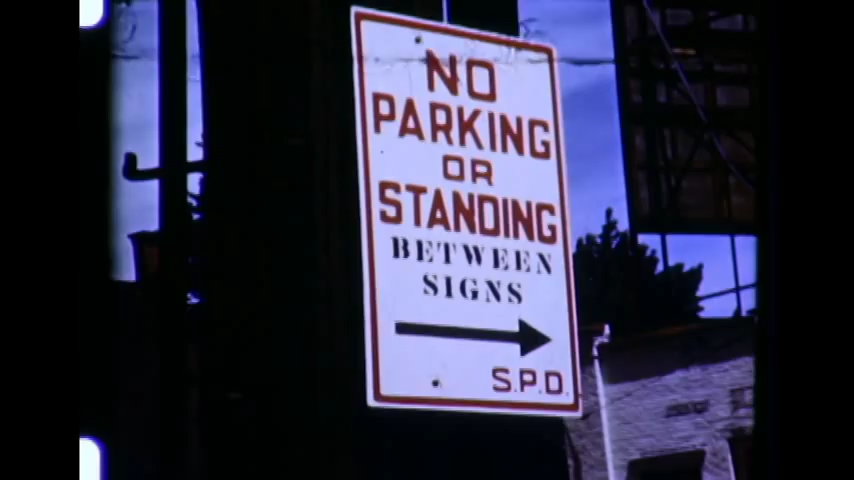 NO
PARKING
OR
STANDING
BETWEEN
SIGNS
S.P.D.